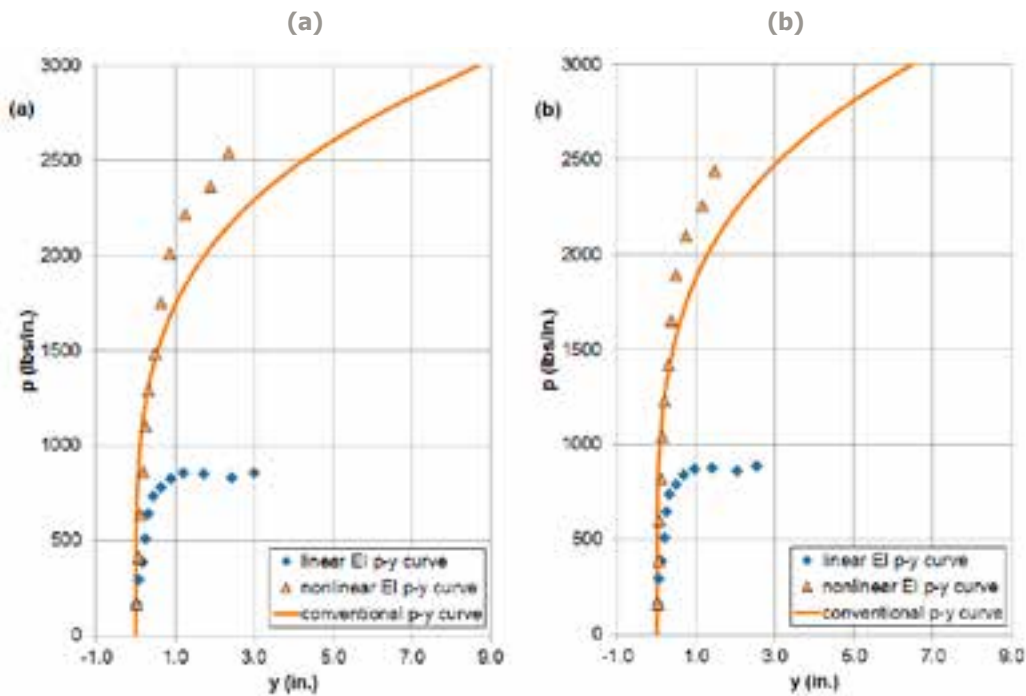 (a)
(b)
(a)
p (lbs/in.)
3000
2500
2000
1500
1000
500
0
-1.0
1.0
3.0
5.0
7.0
9.0
y (in.)
linear EI p-y curve
nonlinear EI p-y curve
conventional p-y curve
(b)
p (lbs/in.)
3000
2500
2000
1500
1000
500
0
-1.0
1.0
3.0
5.0
7.0
9.0
y (in.)
linear EI p-y curve
nonlinear EI p-y curve
conventional p-y curve